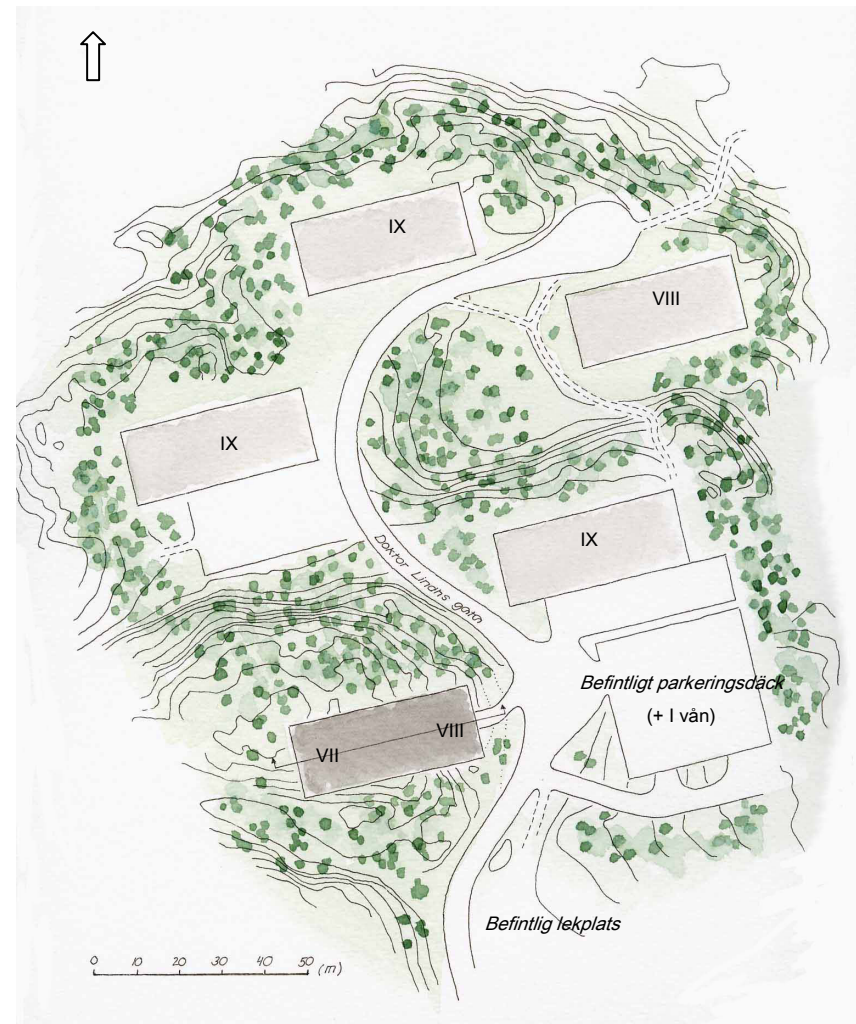 IX
VIII
IX
IX
Doktor Lindhs gata
Befintligt parkeringsdäck
(+ I vån)
VIII
VII
Befintlig lekplats
0 10 20 30 40 50 (m)